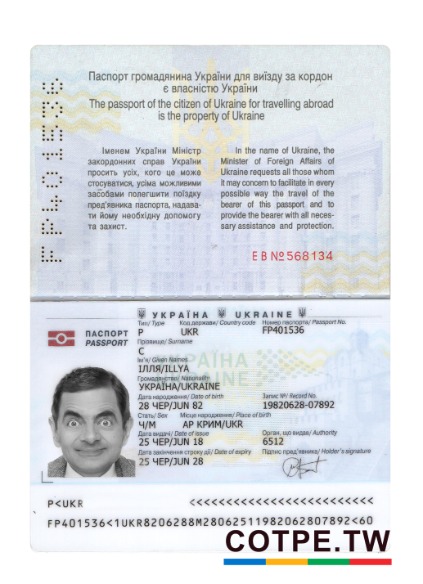 Паспорт громадянина України для виїзду за кордон
є власністю України
The passport of the citizen of Ukraine for travelling abroad
is the property of Ukraine
FP401536
Іменем України Міністр
закордонних справ України
просить усіх, кого це може
стосуватися, усіма можливими
засобами полегшити поїздку
пред'явника паспорта, надава-
ти йому необхідну допомогу
та захист.
In the name of Ukraine, the
Minister of Foreign Affairs of
Ukraine requests all those whom
it may concern to facilitate in every
possible way the travel of the
bearer of this passport and to
provide the bearer with all neces-
sary assistance and protection.
ЕВ №568134
УКРАЇНА UKRAINE
ПАСПОРТ
PASSPORT
Тип/ Type Код держави/ Country code Номер паспорта/ Passport No.
P UKR FP401536
Прізвище/ Surname
С
Ім'я/ Given Names
ІЛЛЯ/ILLYA
Громадянство/ Nationality
УКРАЇНА/UKRAINE
Дата народження/ Date of birth Запис №/ Record No.
28 ЧЕР/JUN 82 19820628-07892
Стать/ Sex Місце народження/ Place of birth
Ч/M АР КРИМ/UKR
Дата видачі/ Date of issue Орган, що видав/ Authority
25 ЧЕР/JUN 18 6512
Дата закінчення строку дії/ Date of expiry Підпис пред'явника/ Holder's signature
25 ЧЕР/JUN 28
P<UKR <<<<<<<<<<<<<<<<<<<<<<<<<<
FP401536<1UKR8206288M28062511982062807892<60
COTPE.TW